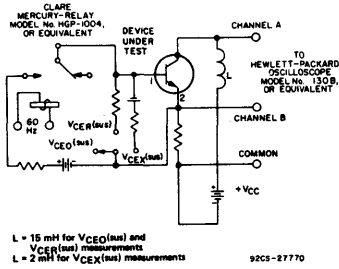 CLARE
MERCURY-RELAY
MODEL No. HGP-1004,
OR EQUIVALENT
DEVICE
UNDER
TEST
CHANNEL A
1
2
L
TO
HEWLETT-PACKARD
OSCILLOSCOPE
MODEL No. 130B,
OR EQUIVALENT
60
Hz
VCER(sus)
VCEO(sus)
VCEX(sus)
CHANNEL B
COMMON
+ -
+VCC
L = 15 mH for VCEO(sus) and
VCER(sus) measurements
L = 2 mH for VCEX(sus) measurements
92CS-27770